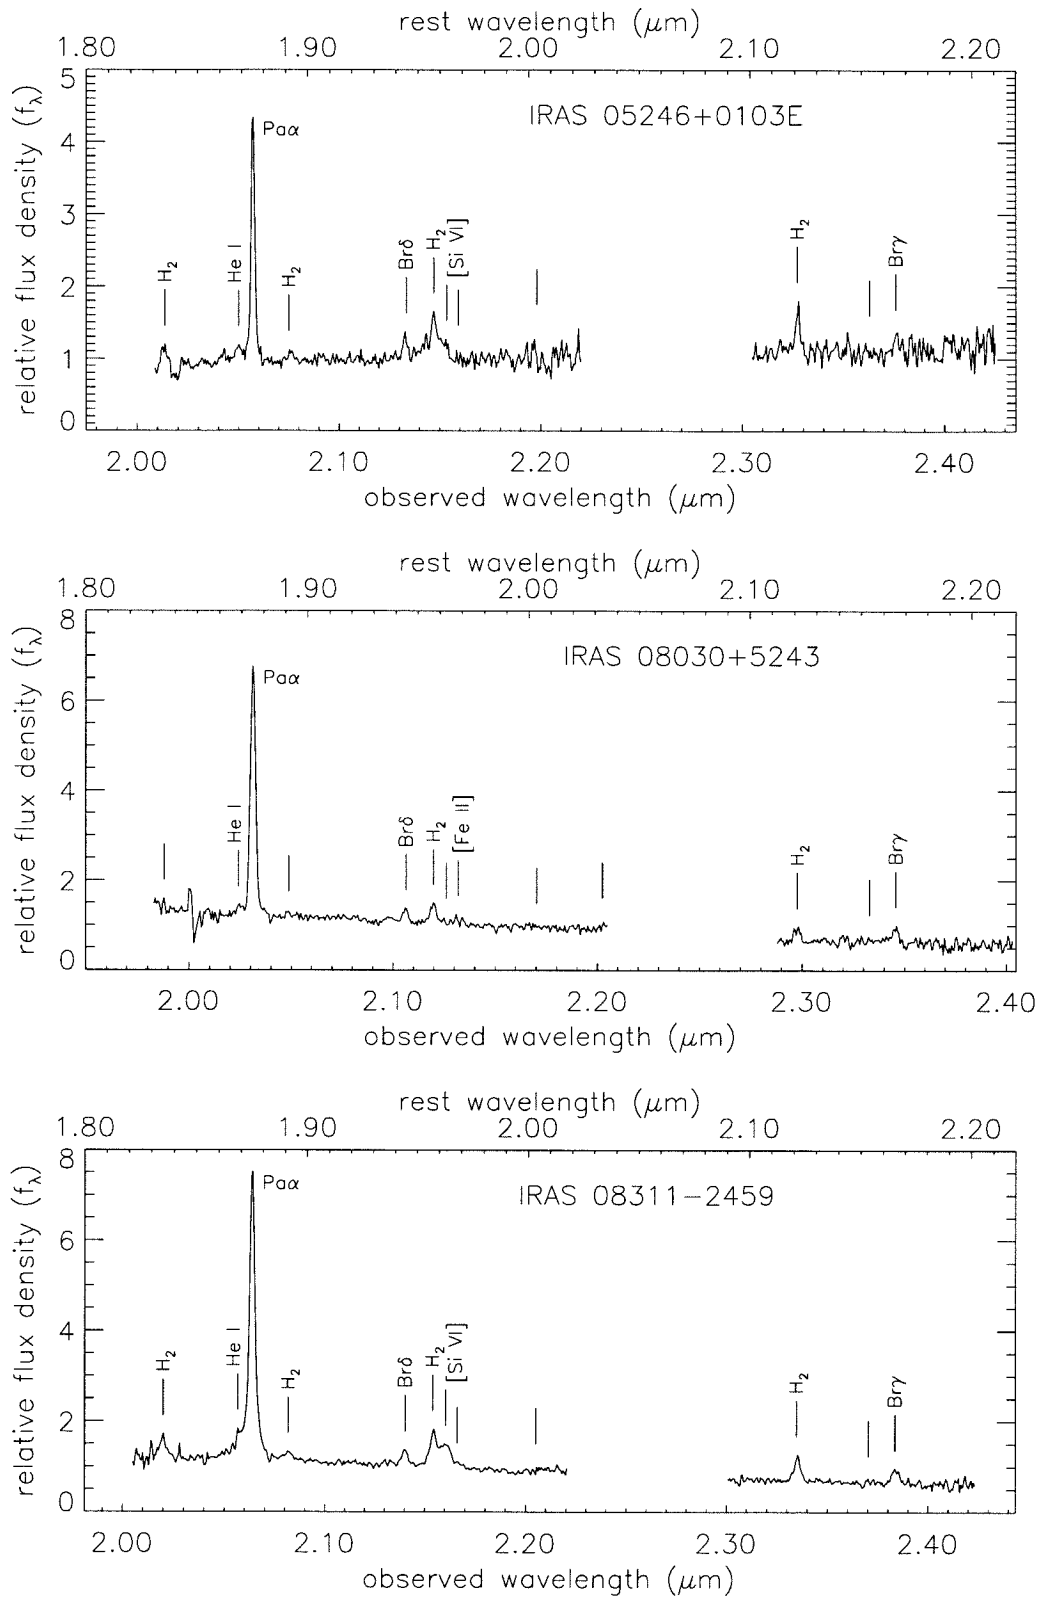 rest wavelength (μm)
1.80 1.90 2.00 2.10 2.20
relative flux density (fλ)
5
4
3
2
1
0
IRAS 05246+0103E
H₂
He I
Paα
H₂
Brδ
H₂
[Si VI]
H₂
Brγ
2.00 2.10 2.20 2.30 2.40
observed wavelength (μm)
rest wavelength (μm)
1.80 1.90 2.00 2.10 2.20
relative flux density (fλ)
8
6
4
2
0
IRAS 08030+5243
He I
Paα
Brδ
H₂
[Fe II]
H₂
Brγ
2.00 2.10 2.20 2.30 2.40
observed wavelength (μm)
rest wavelength (μm)
1.80 1.90 2.00 2.10 2.20
relative flux density (fλ)
8
6
4
2
0
IRAS 08311−2459
H₂
He I
Paα
H₂
Brδ
H₂
[Si VI]
H₂
Brγ
2.00 2.10 2.20 2.30 2.40
observed wavelength (μm)